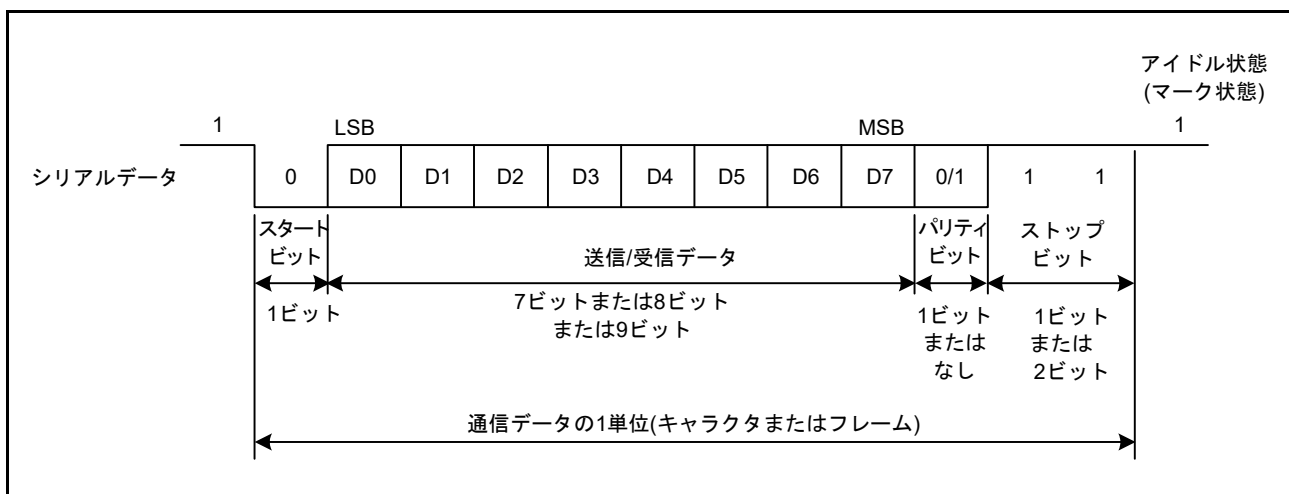 アイドル状態
(マーク状態)
1 LSB MSB 1
シリアルデータ 0 D0 D1 D2 D3 D4 D5 D6 D7 0/1 1 1
スタート
ビット
送信/受信データ
パリティ
ビット
ストップ
ビット
1ビット
7ビットまたは8ビット
または9ビット
1ビット
または
なし
1ビット
または
2ビット
通信データの1単位(キャラクタまたはフレーム)